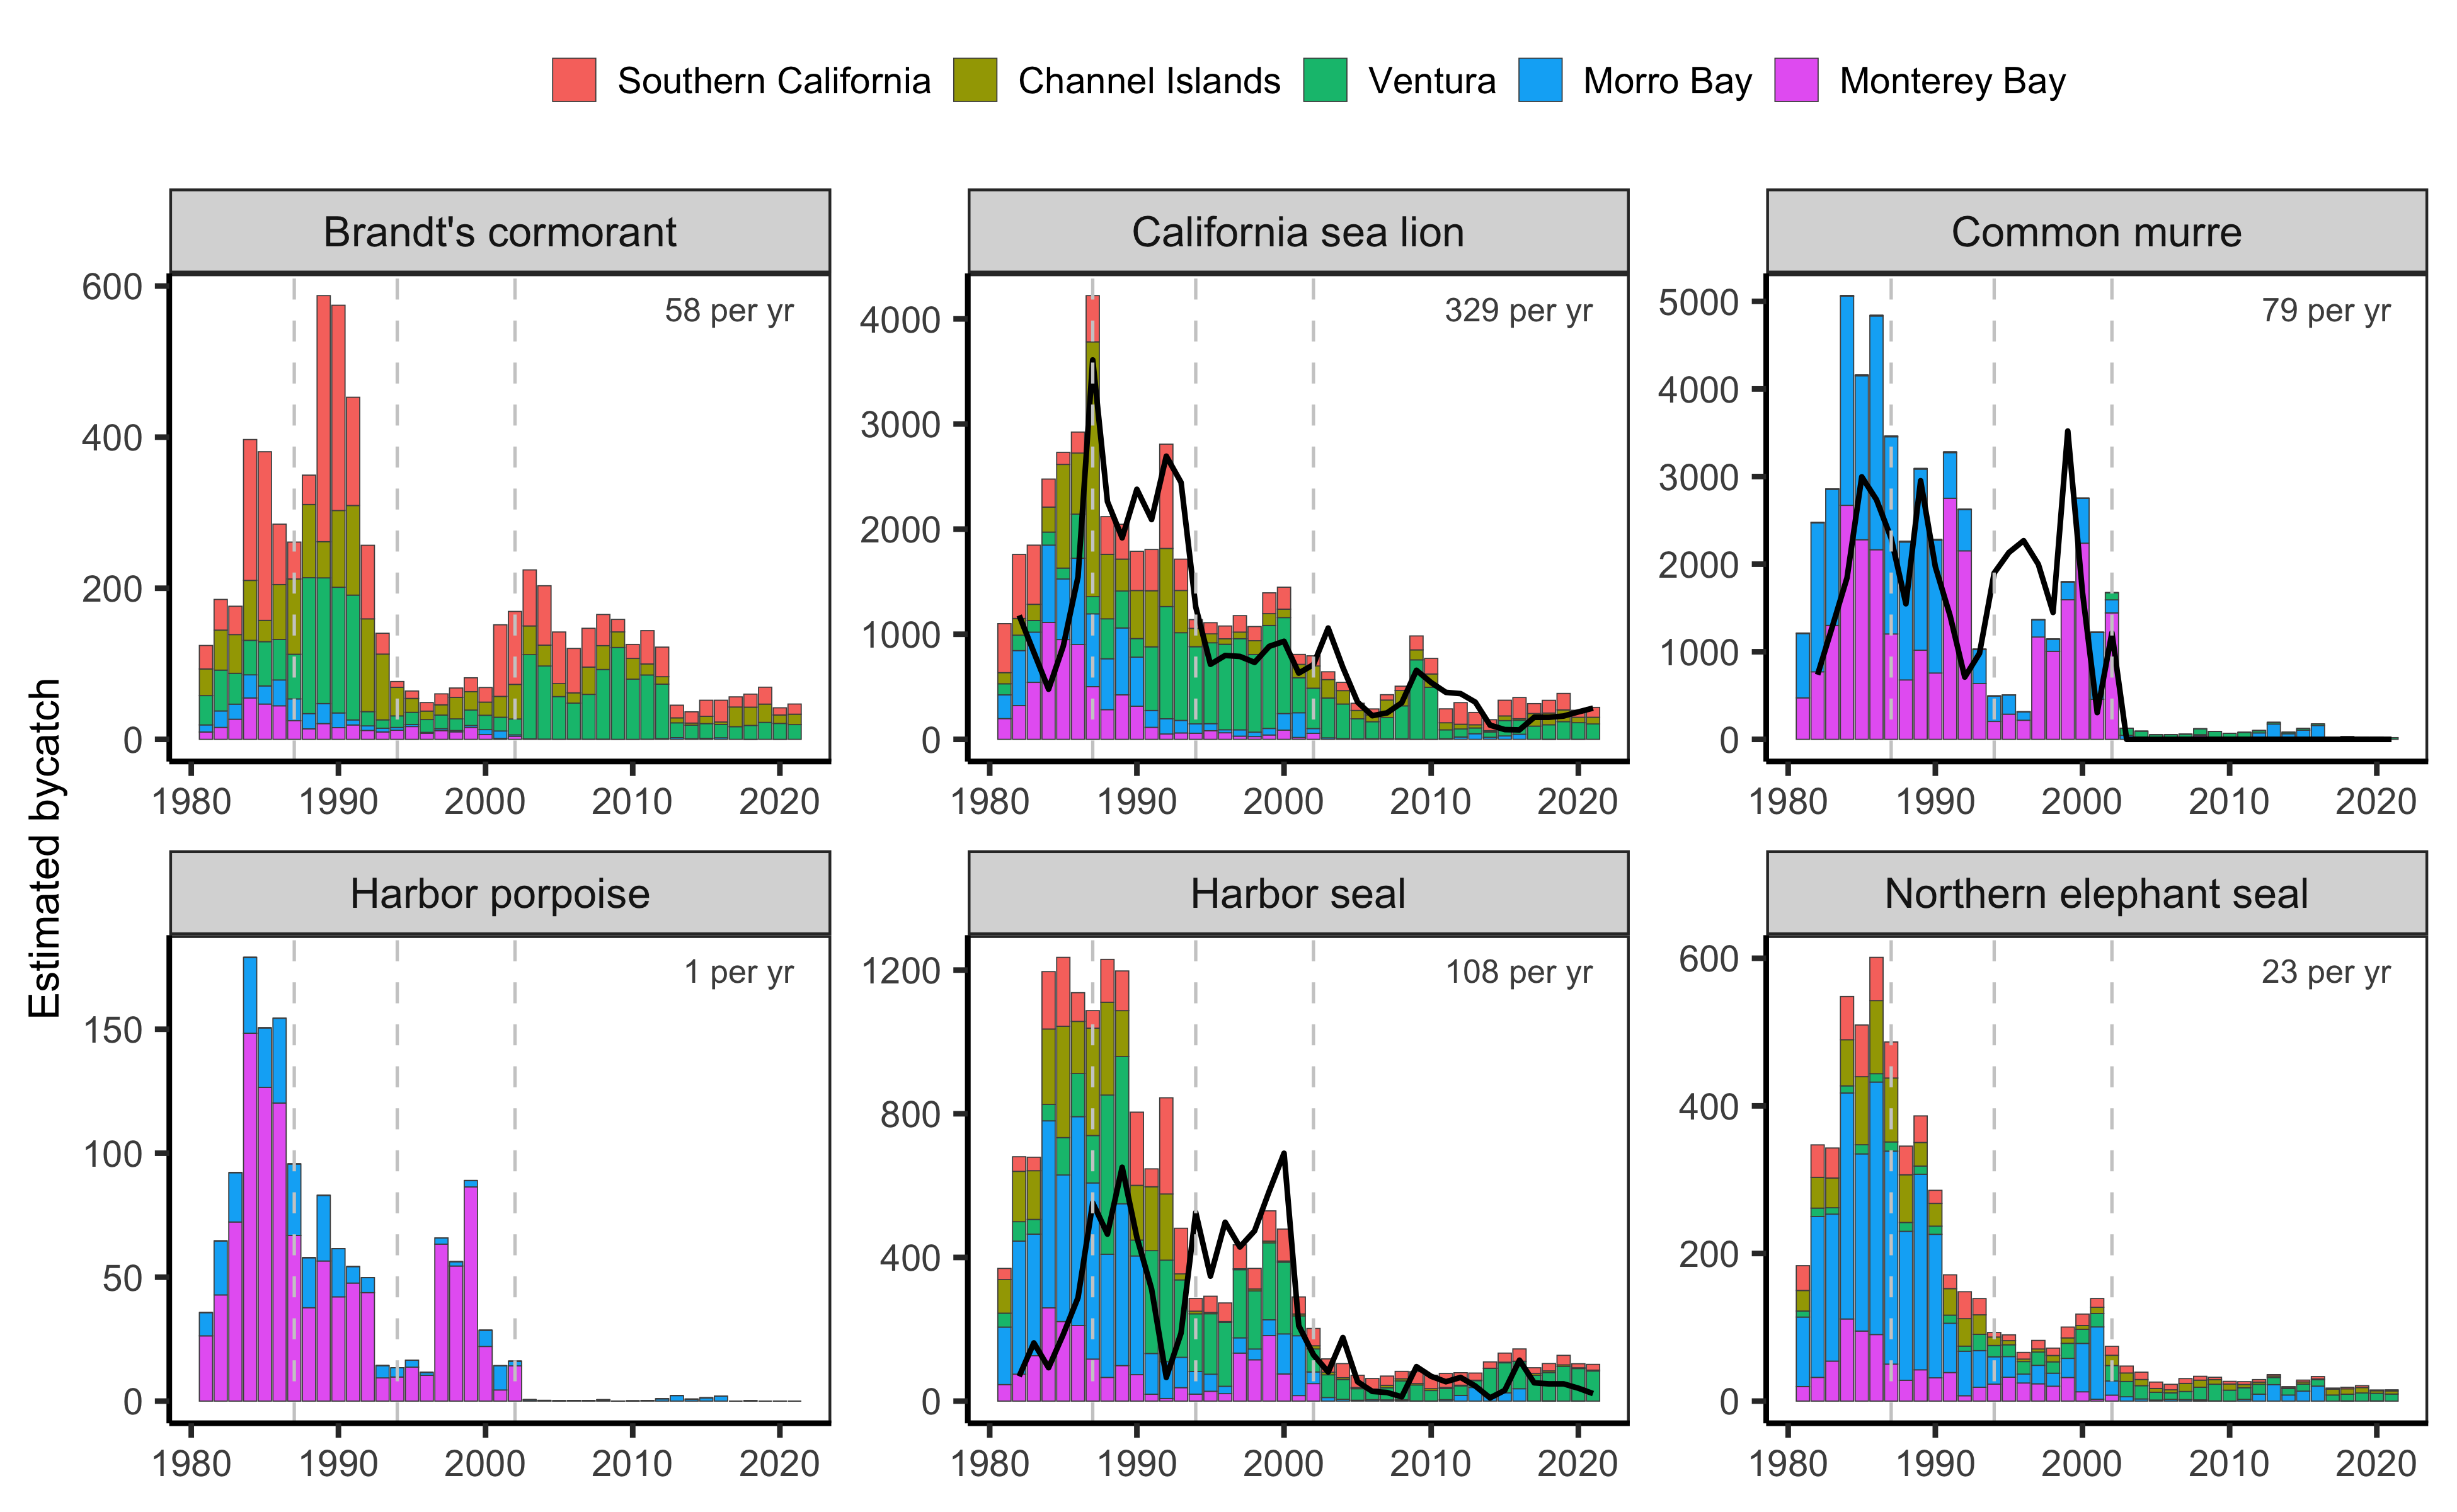 Southern California Channel Islands Ventura Morro Bay Monterey Bay
Estimated bycatch
Brandt's cormorant
58 per yr
600
400
200
0
1980 1990 2000 2010 2020
California sea lion
329 per yr
4000
3000
2000
1000
0
1980 1990 2000 2010 2020
Common murre
79 per yr
5000
4000
3000
2000
1000
0
1980 1990 2000 2010 2020
Harbor porpoise
1 per yr
150
100
50
0
1980 1990 2000 2010 2020
Harbor seal
108 per yr
1200
800
400
0
1980 1990 2000 2010 2020
Northern elephant seal
23 per yr
600
400
200
0
1980 1990 2000 2010 2020